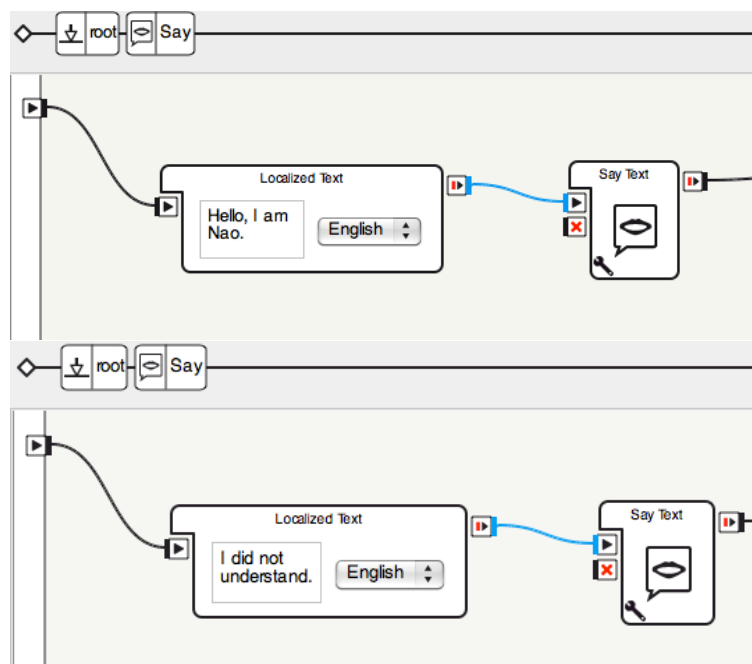 root Say
Localized Text
Say Text
Hello, I am
Nao.
English
root Say
Localized Text
Say Text
I did not
understand.
English